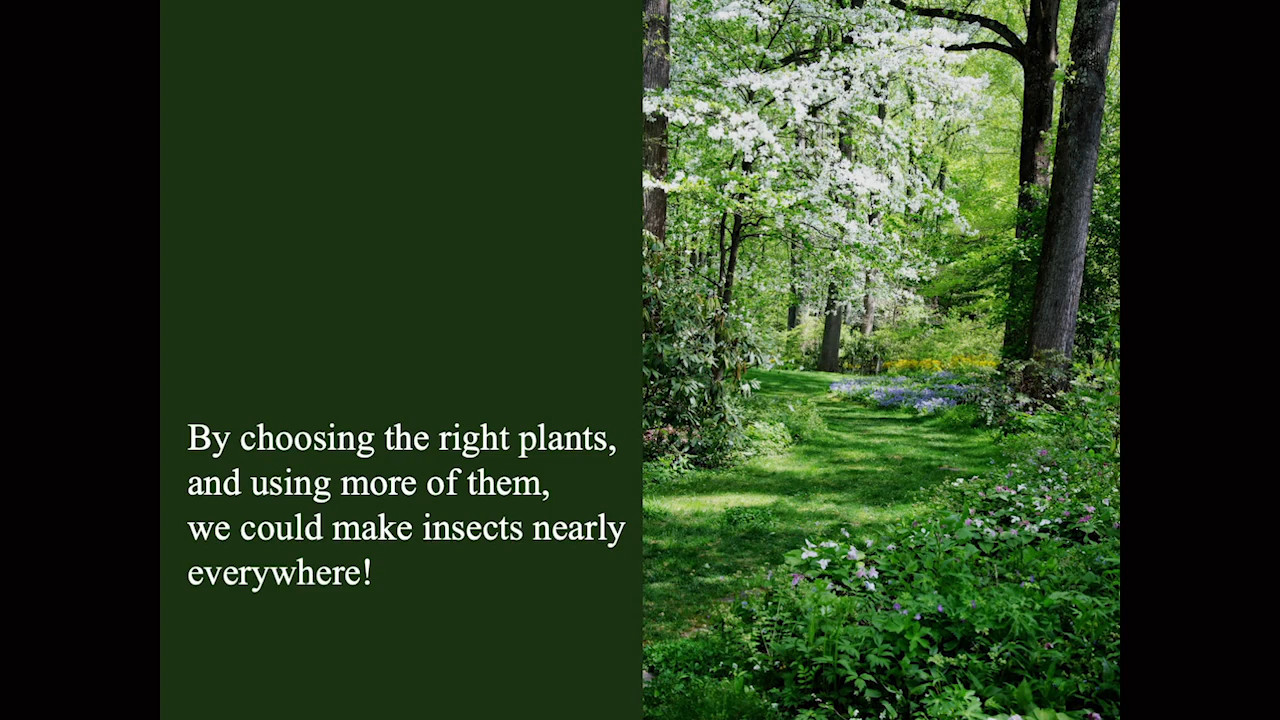 By choosing the right plants,
and using more of them,
we could make insects nearly
everywhere!